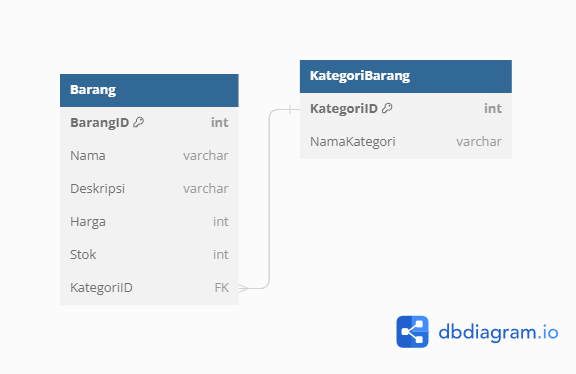 Barang
BarangID int
Nama varchar
Deskripsi varchar
Harga int
Stok int
KategoriID FK
KategoriBarang
KategoriID int
NamaKategori varchar
dbdiagram.io